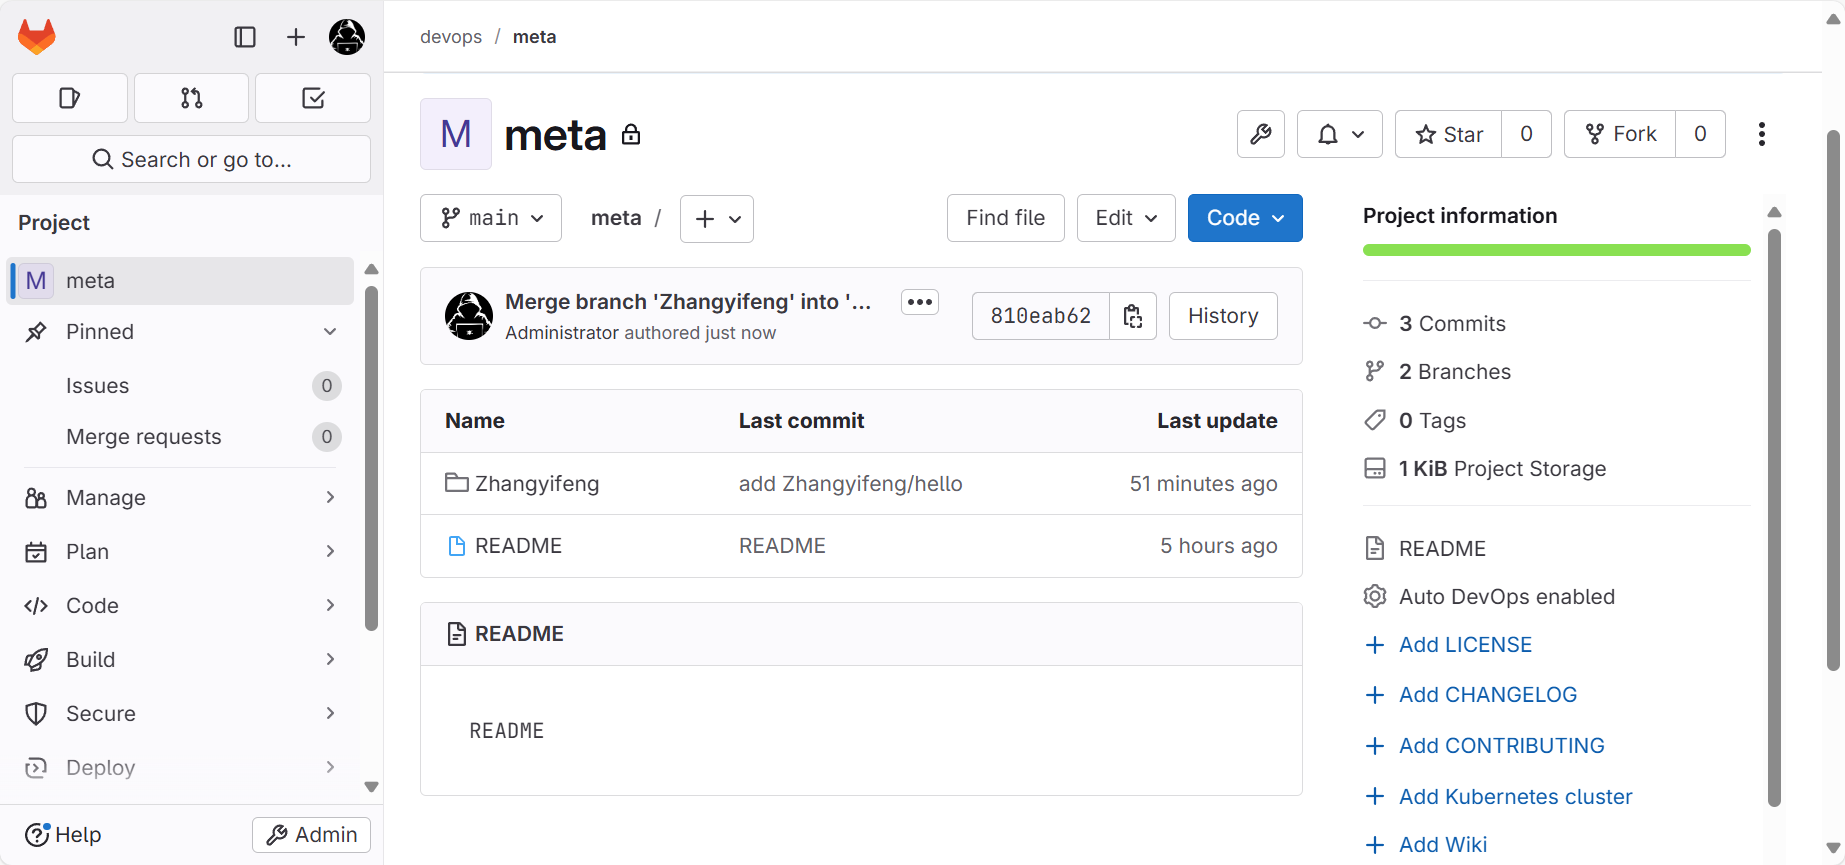 devops / meta
Search or go to...
Project
M meta
Pinned
Issues 0
Merge requests 0
Manage
Plan
Code
Build
Secure
Deploy
Help
Admin
M meta
Star 0
Fork 0
main
meta /
Find file
Edit
Code
Merge branch 'Zhangyifeng' into '...
Administrator authored just now
810eab62
History
Name Last commit Last update
Zhangyifeng add Zhangyifeng/hello 51 minutes ago
README README 5 hours ago
README
README
Project information
3 Commits
2 Branches
0 Tags
1 KiB Project Storage
README
Auto DevOps enabled
Add LICENSE
Add CHANGELOG
Add CONTRIBUTING
Add Kubernetes cluster
Add Wiki